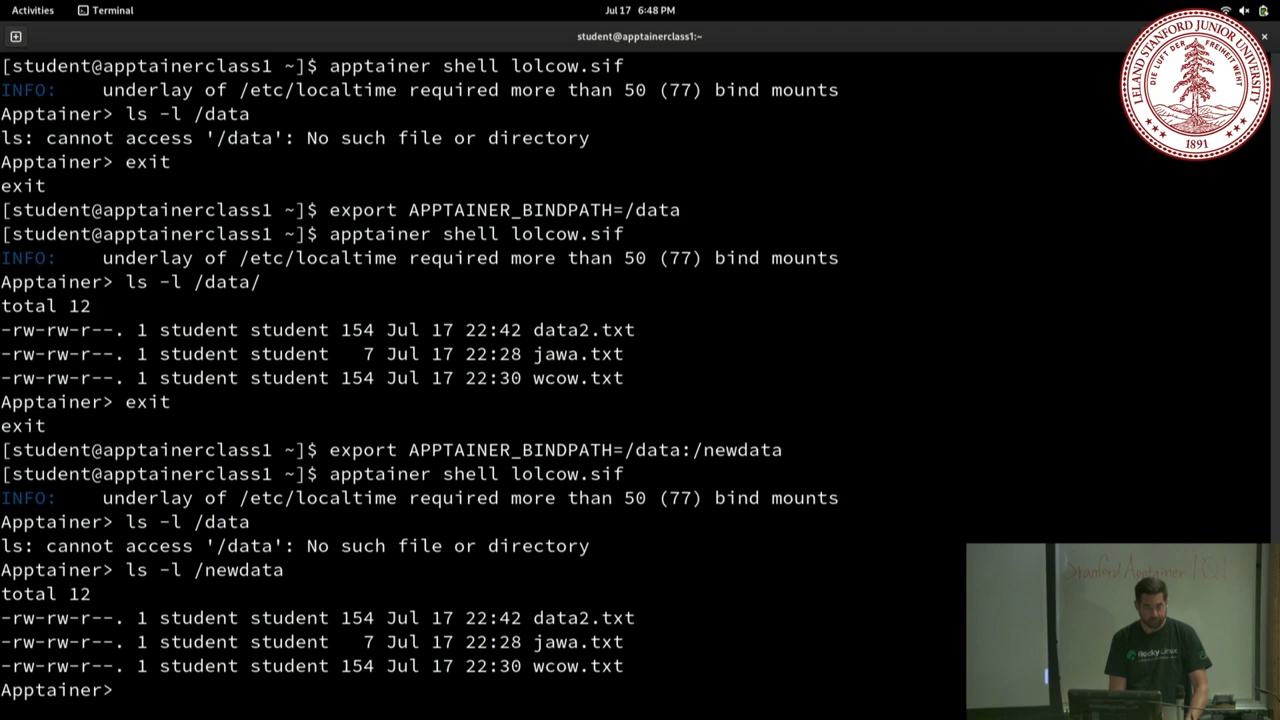 Activities Terminal Jul 17 6:48 PM
student@apptainerclass1:~
[student@apptainerclass1 ~]$ apptainer shell lolcow.sif
INFO:    underlay of /etc/localtime required more than 50 (77) bind mounts
Apptainer> ls -l /data
ls: cannot access '/data': No such file or directory
Apptainer> exit
exit
[student@apptainerclass1 ~]$ export APPTAINER_BINDPATH=/data
[student@apptainerclass1 ~]$ apptainer shell lolcow.sif
INFO:    underlay of /etc/localtime required more than 50 (77) bind mounts
Apptainer> ls -l /data/
total 12
-rw-rw-r--. 1 student student 154 Jul 17 22:42 data2.txt
-rw-rw-r--. 1 student student   7 Jul 17 22:28 jawa.txt
-rw-rw-r--. 1 student student 154 Jul 17 22:30 wcow.txt
Apptainer> exit
exit
[student@apptainerclass1 ~]$ export APPTAINER_BINDPATH=/data:/newdata
[student@apptainerclass1 ~]$ apptainer shell lolcow.sif
INFO:    underlay of /etc/localtime required more than 50 (77) bind mounts
Apptainer> ls -l /data
ls: cannot access '/data': No such file or directory
Apptainer> ls -l /newdata
total 12
-rw-rw-r--. 1 student student 154 Jul 17 22:42 data2.txt
-rw-rw-r--. 1 student student   7 Jul 17 22:28 jawa.txt
-rw-rw-r--. 1 student student 154 Jul 17 22:30 wcow.txt
Apptainer>
LELAND STANFORD JUNIOR UNIVERSITY
DIE LUFT DER FREIHEIT WEHT
1891
Stanford Apptainer
Rocky Linux